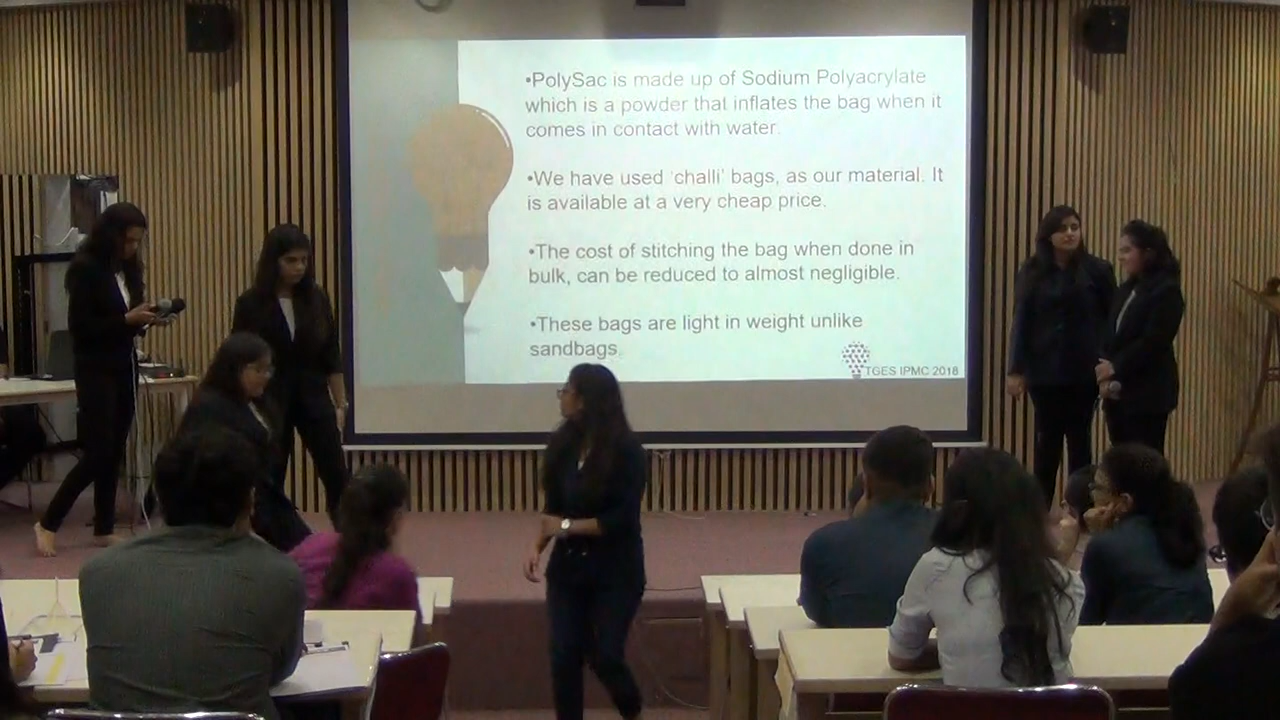 •PolySac is made up of Sodium Polyacrylate
which is a powder that inflates the bag when it
comes in contact with water.
•We have used 'challi' bags, as our material. It
is available at a very cheap price.
•The cost of stitching the bag when done in
bulk, can be reduced to almost negligible.
•These bags are light in weight unlike
sandbags.
TGES IPMC 2018